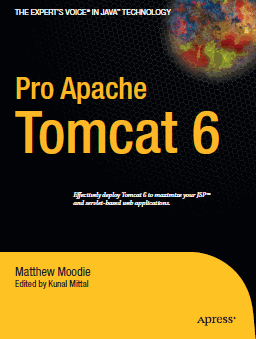 THE EXPERT'S VOICE® IN JAVA™ TECHNOLOGY
Pro Apache
Tomcat 6
Effectively deploy Tomcat 6 to maximize your JSP™
and servlet-based web applications.
Matthew Moodie
Edited by Kunal Mittal
Apress®